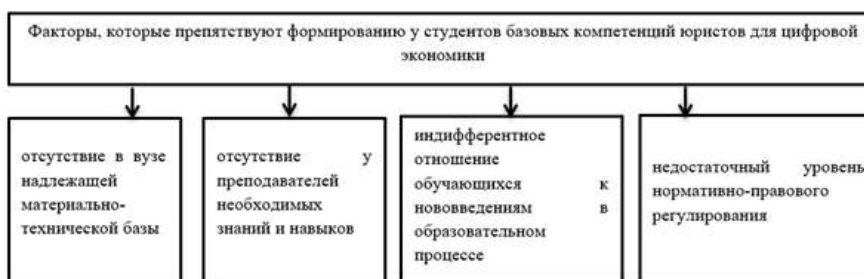 Факторы, которые препятствуют формированию у студентов базовых компетенций юристов для цифровой
экономики
отсутствие в вузе
надлежащей
материально-
технической базы
отсутствие у
преподавателей
необходимых
знаний и навыков
индифферентное
отношение
обучающихся к
нововведениям в
образовательном
процессе
недостаточный уровень
нормативно-правового
регулирования